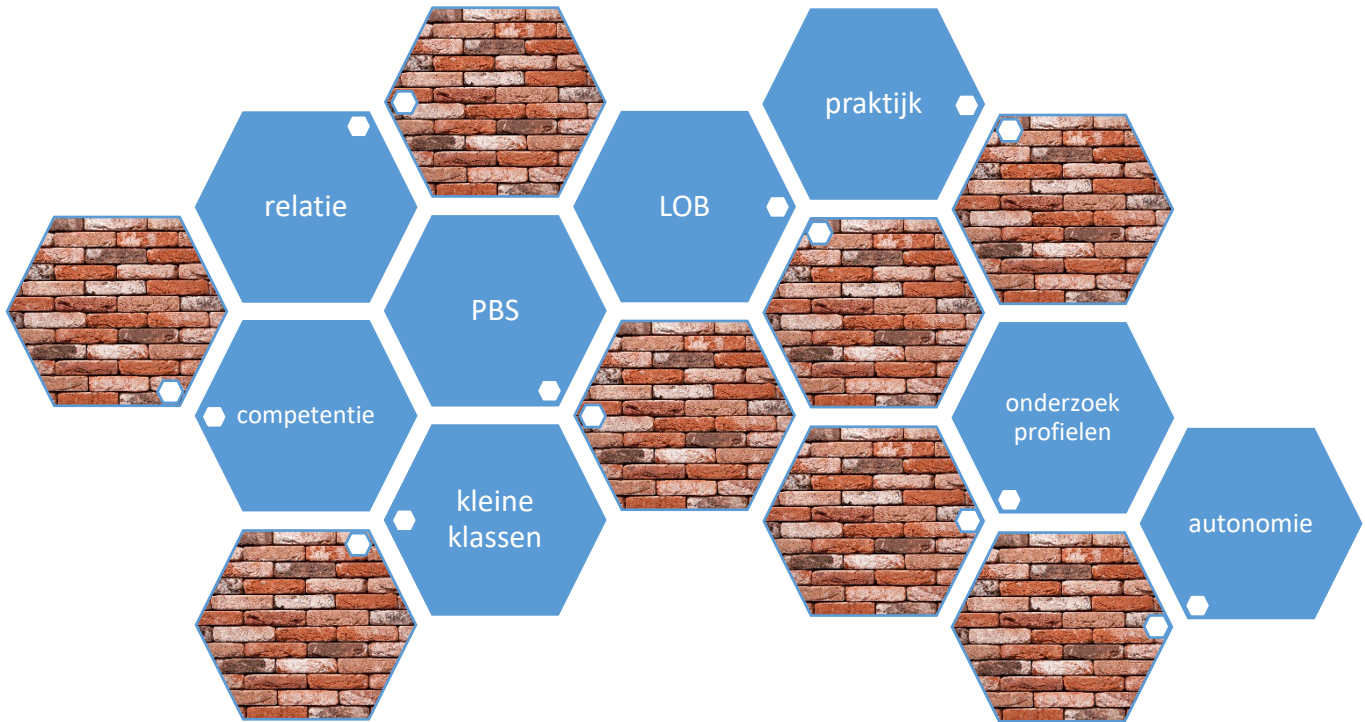 praktijk
relatie
LOB
PBS
competentie
onderzoek
profielen
kleine
klassen
autonomie